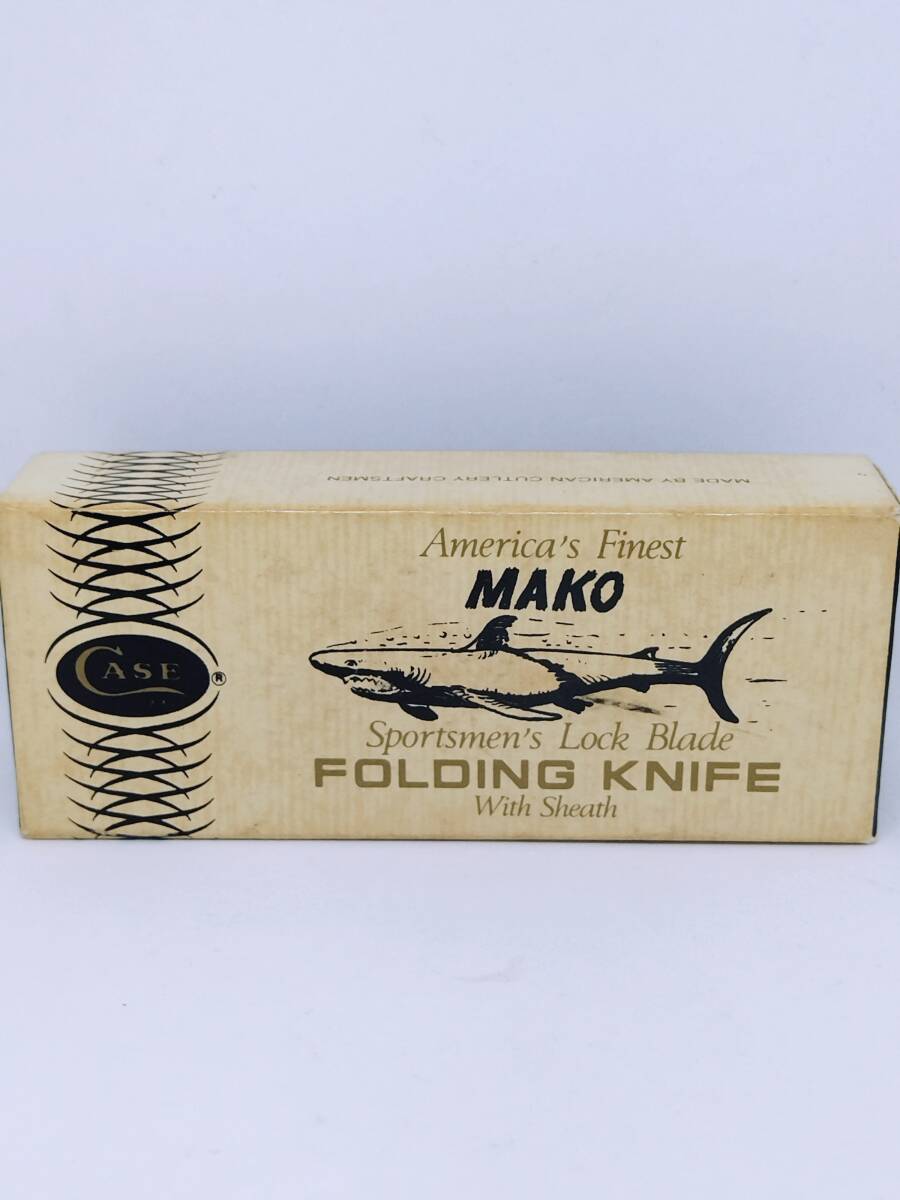 MADE BY AMERICAN CUTLERY CRAFTSMEN
America's Finest
MAKO
CASE®
Sportsmen's Lock Blade
FOLDING KNIFE
With Sheath